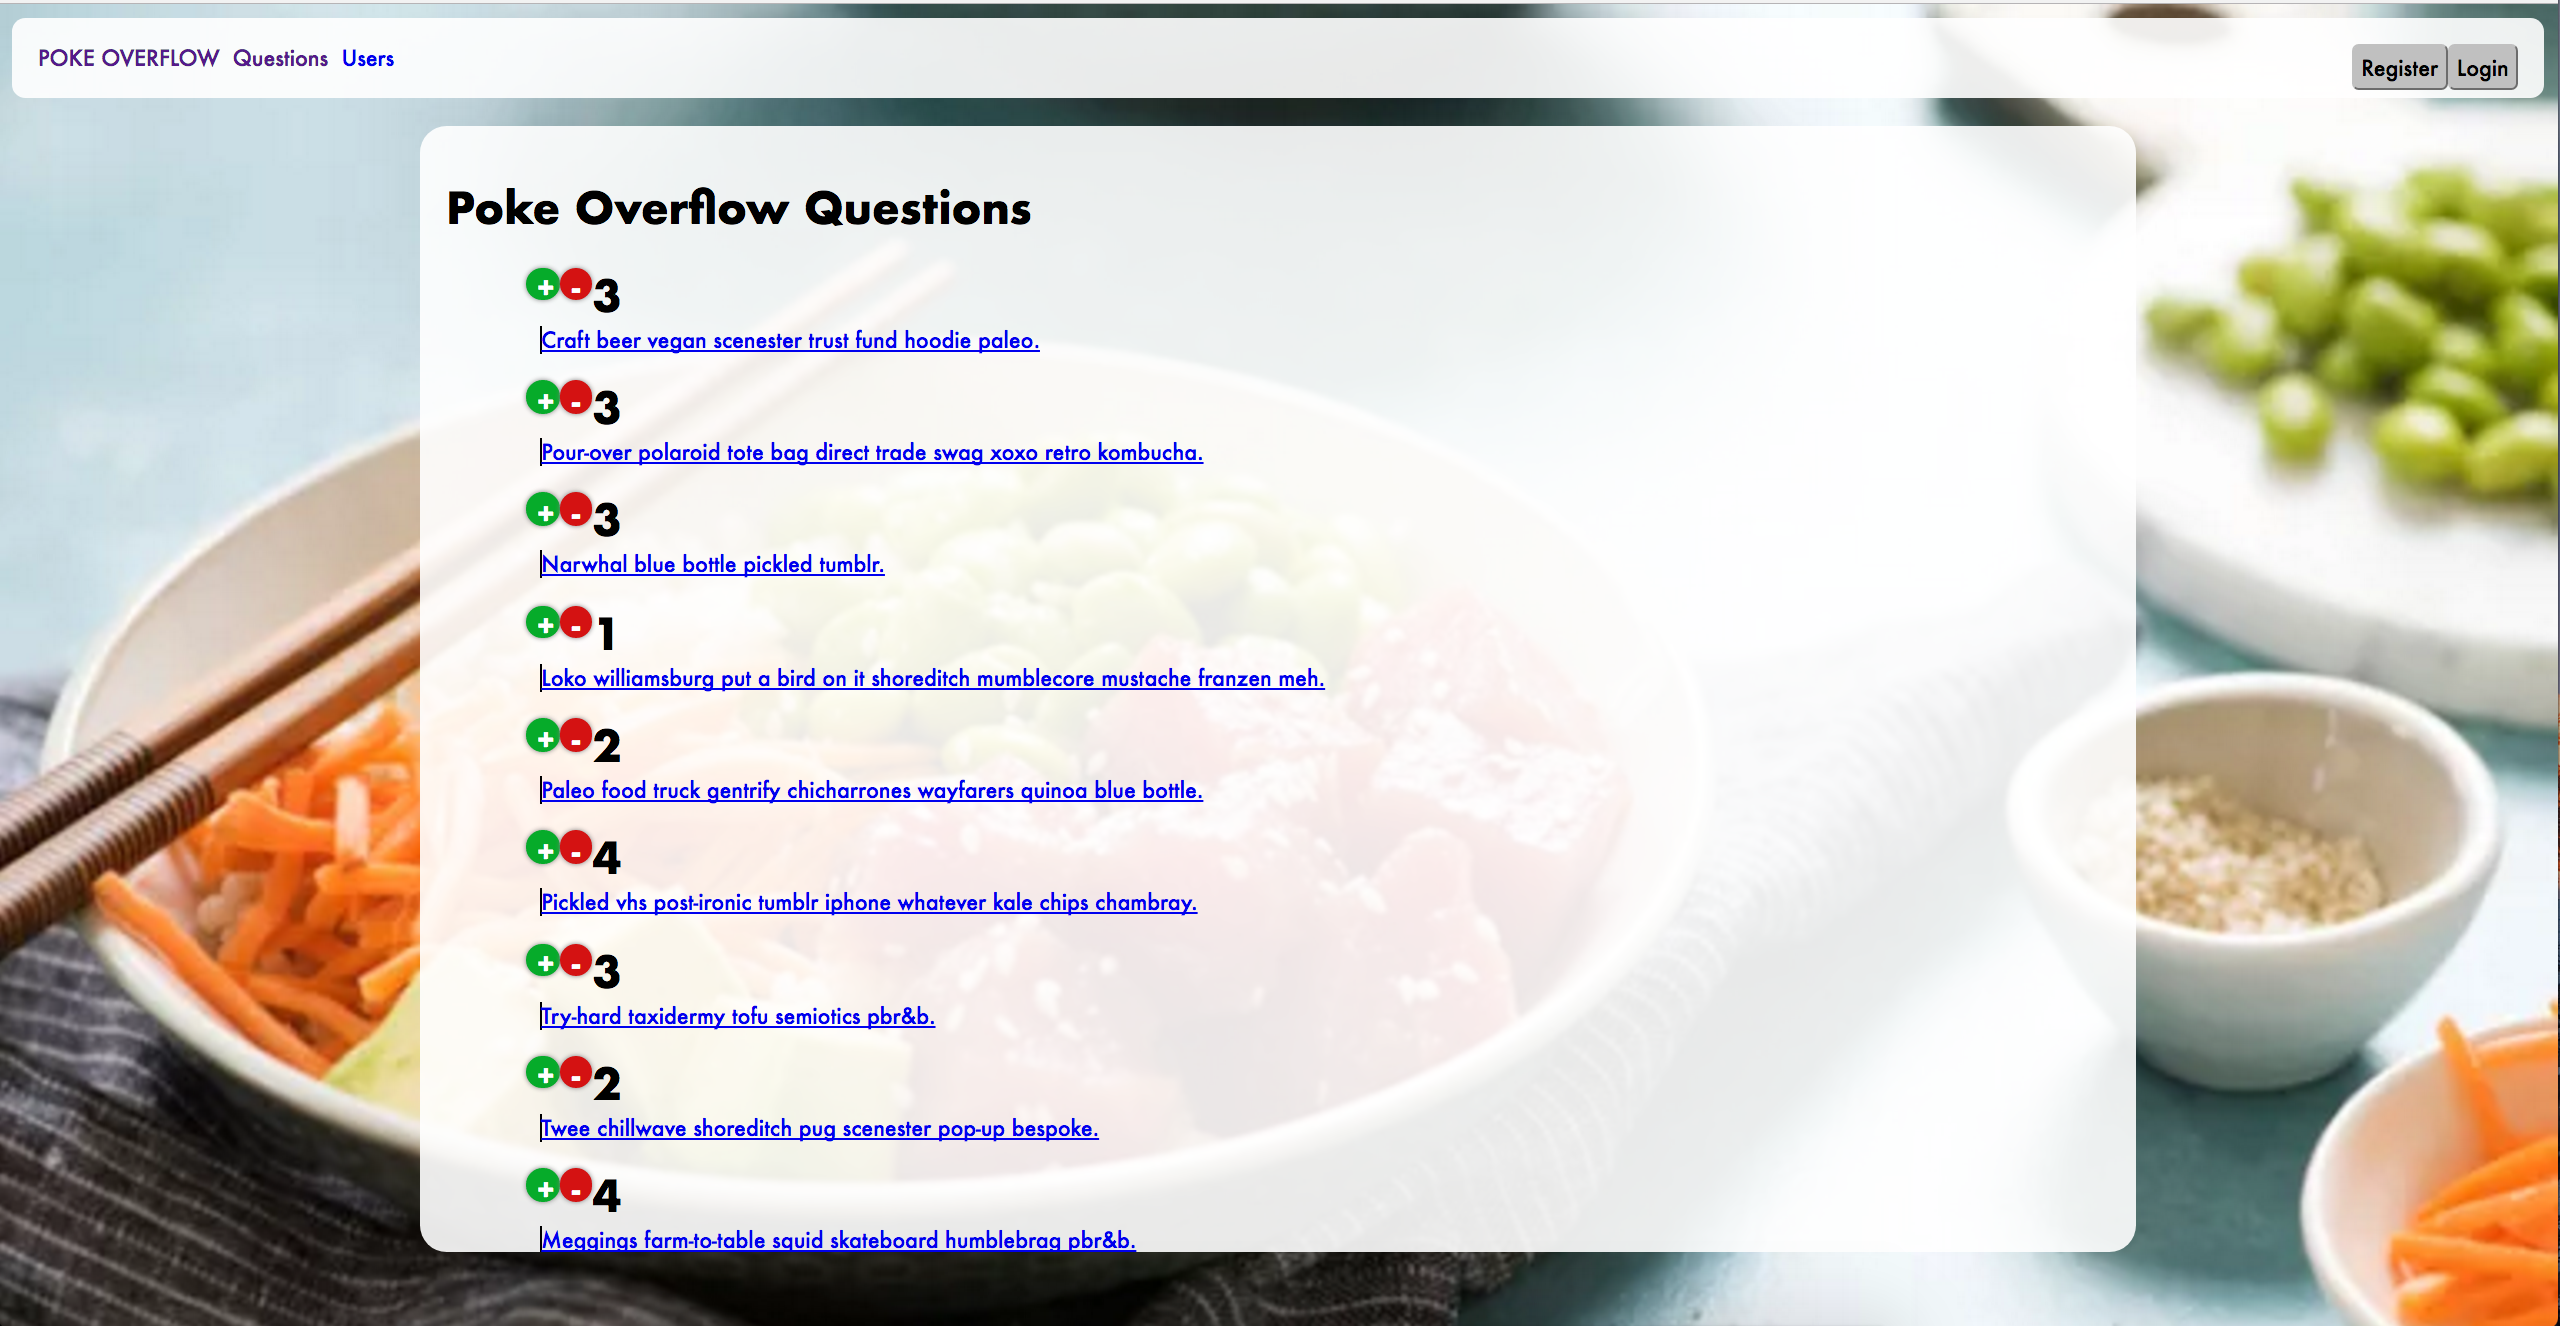 POKE OVERFLOW Questions Users
Register Login
Poke Overflow Questions
+ - 3
Craft beer vegan scenester trust fund hoodie paleo.
+ - 3
Pour-over polaroid tote bag direct trade swag xoxo retro kombucha.
+ - 3
Narwhal blue bottle pickled tumblr.
+ - 1
Loko williamsburg put a bird on it shoreditch mumblecore mustache franzen meh.
+ - 2
Paleo food truck gentrify chicharrones wayfarers quinoa blue bottle.
+ - 4
Pickled vhs post-ironic tumblr iphone whatever kale chips chambray.
+ - 3
Try-hard taxidermy tofu semiotics pbr&b.
+ - 2
Twee chillwave shoreditch pug scenester pop-up bespoke.
+ - 4
Meggings farm-to-table squid skateboard humblebrag pbr&b.